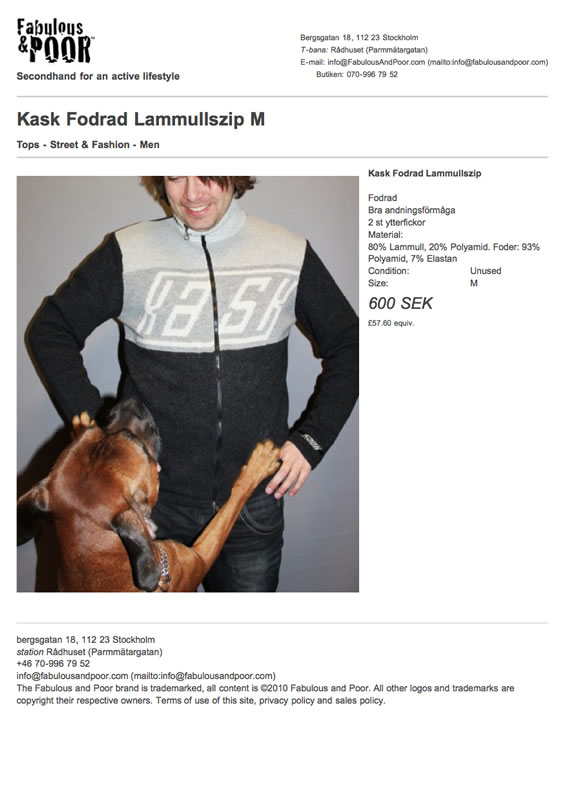 Fabulous
&POOR™
Secondhand for an active lifestyle
Bergsgatan 18, 112 23 Stockholm
T-bana: Rådhuset (Parmmätargatan)
E-mail: info@FabulousAndPoor.com (mailto:info@fabulousandpoor.com)
Butiken: 070-996 79 52
Kask Fodrad Lammullszip M
Tops - Street & Fashion - Men
Kask Fodrad Lammullszip
Fodrad
Bra andningsförmåga
2 st ytterfickor
Material:
80% Lammull, 20% Polyamid. Foder: 93%
Polyamid, 7% Elastan
Condition: Unused
Size: M
600 SEK
£57.60 equiv.
Kask
Kask
bergsgatan 18, 112 23 Stockholm
station Rådhuset (Parmmätargatan)
+46 70-996 79 52
info@fabulousandpoor.com (mailto:info@fabulousandpoor.com)
The Fabulous and Poor brand is trademarked, all content is ©2010 Fabulous and Poor. All other logos and trademarks are
copyright their respective owners. Terms of use of this site, privacy policy and sales policy.